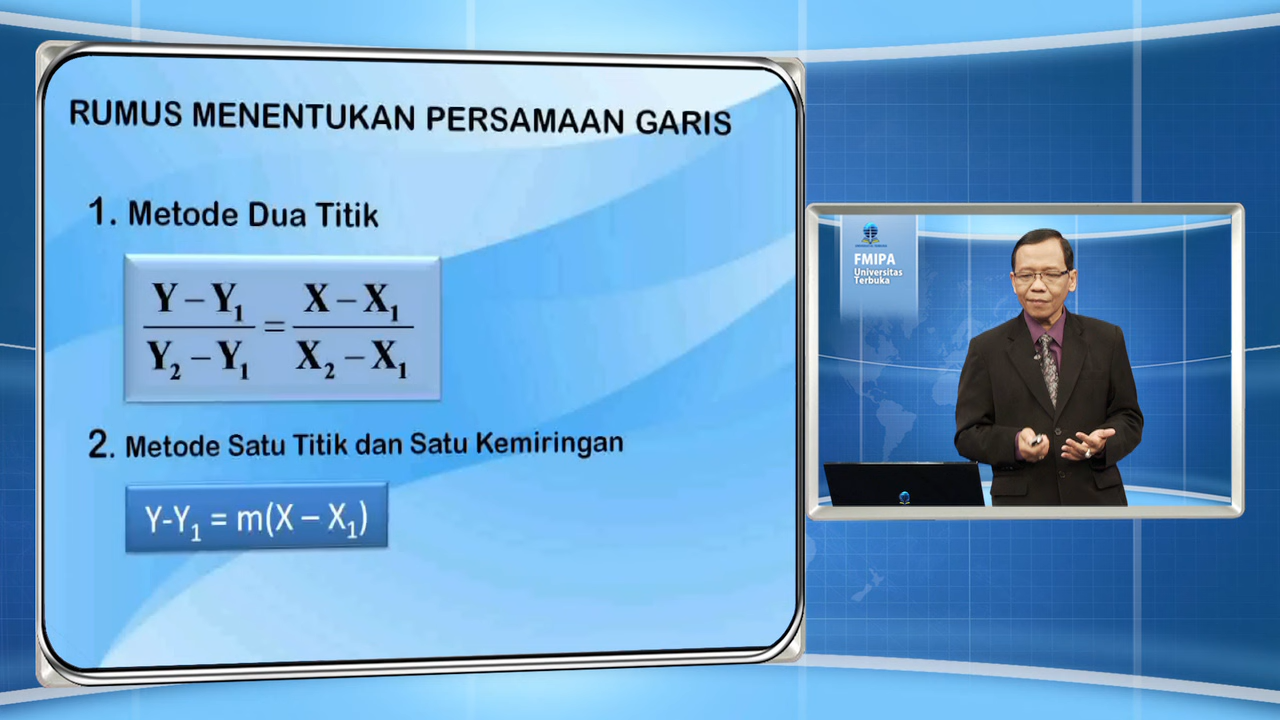 RUMUS MENENTUKAN PERSAMAAN GARIS
1. Metode Dua Titik
Y – Y₁ / Y₂ – Y₁ = X – X₁ / X₂ – X₁
2. Metode Satu Titik dan Satu Kemiringan
Y-Y₁ = m(X – X₁)
FMIPA
Universitas
Terbuka